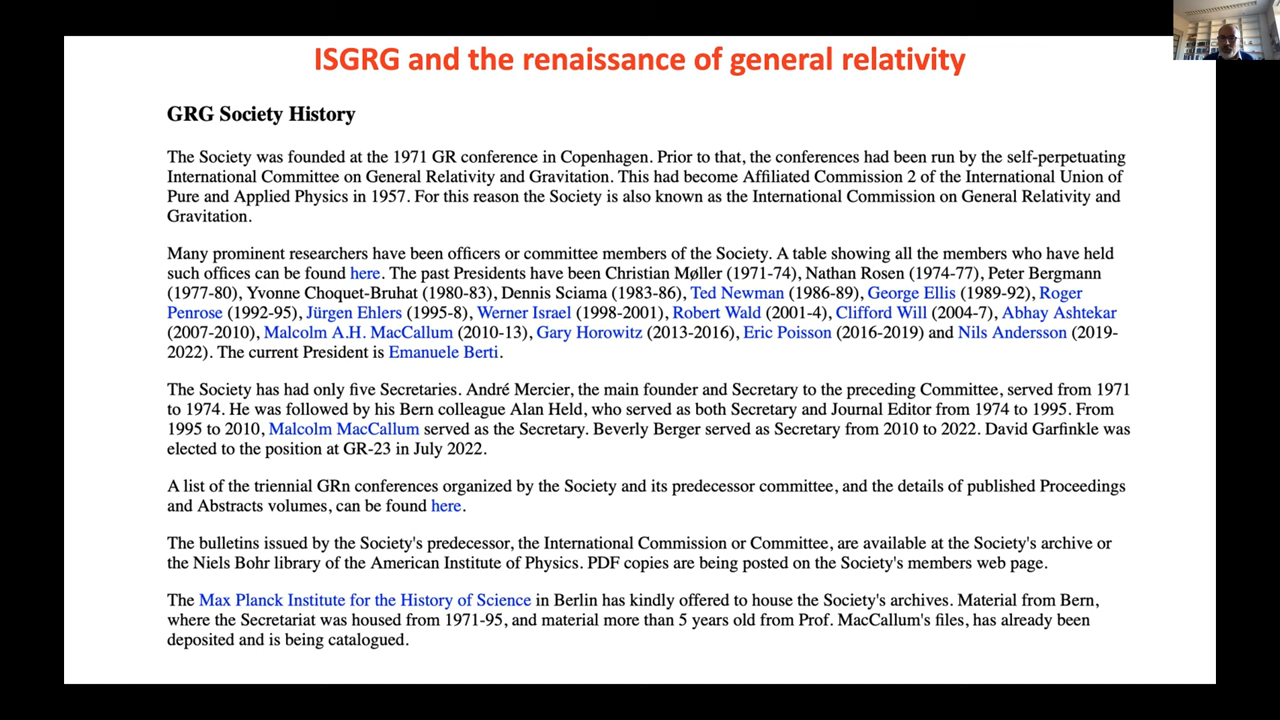 ISGRG and the renaissance of general relativity
GRG Society History
The Society was founded at the 1971 GR conference in Copenhagen. Prior to that, the conferences had been run by the self-perpetuating
International Committee on General Relativity and Gravitation. This had become Affiliated Commission 2 of the International Union of
Pure and Applied Physics in 1957. For this reason the Society is also known as the International Commission on General Relativity and
Gravitation.
Many prominent researchers have been officers or committee members of the Society. A table showing all the members who have held
such offices can be found here. The past Presidents have been Christian Møller (1971-74), Nathan Rosen (1974-77), Peter Bergmann
(1977-80), Yvonne Choquet-Bruhat (1980-83), Dennis Sciama (1983-86), Ted Newman (1986-89), George Ellis (1989-92), Roger
Penrose (1992-95), Jürgen Ehlers (1995-8), Werner Israel (1998-2001), Robert Wald (2001-4), Clifford Will (2004-7), Abhay Ashtekar
(2007-2010), Malcolm A.H. MacCallum (2010-13), Gary Horowitz (2013-2016), Eric Poisson (2016-2019) and Nils Andersson (2019-
2022). The current President is Emanuele Berti.
The Society has had only five Secretaries. André Mercier, the main founder and Secretary to the preceding Committee, served from 1971
to 1974. He was followed by his Bern colleague Alan Held, who served as both Secretary and Journal Editor from 1974 to 1995. From
1995 to 2010, Malcolm MacCallum served as the Secretary. Beverly Berger served as Secretary from 2010 to 2022. David Garfinkle was
elected to the position at GR-23 in July 2022.
A list of the triennial GRn conferences organized by the Society and its predecessor committee, and the details of published Proceedings
and Abstracts volumes, can be found here.
The bulletins issued by the Society's predecessor, the International Commission or Committee, are available at the Society's archive or
the Niels Bohr library of the American Institute of Physics. PDF copies are being posted on the Society's members web page.
The Max Planck Institute for the History of Science in Berlin has kindly offered to house the Society's archives. Material from Bern,
where the Secretariat was housed from 1971-95, and material more than 5 years old from Prof. MacCallum's files, has already been
deposited and is being catalogued.